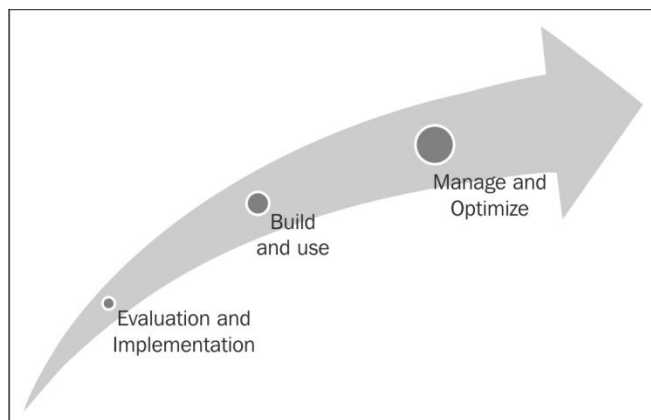 Evaluation and
Implementation
Build
and use
Manage and
Optimize